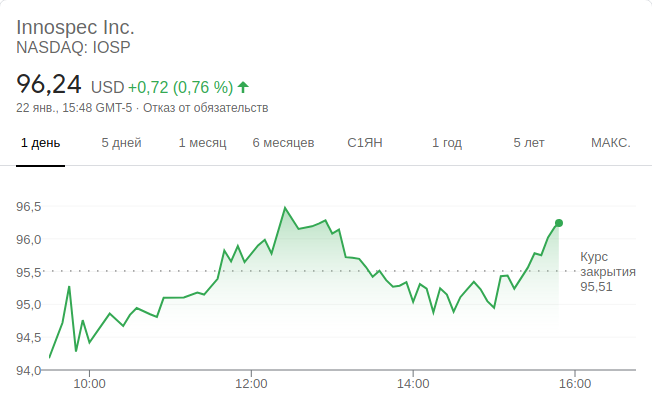 Innospec Inc.
NASDAQ: IOSP
96,24 USD +0,72 (0,76 %)
22 янв., 15:48 GMT-5 · Отказ от обязательств
1 день 5 дней 1 месяц 6 месяцев С1ЯН 1 год 5 лет МАКС.
96,5
96,0
95,5
95,0
94,5
94,0
Курс
закрытия
95,51
10:00 12:00 14:00 16:00